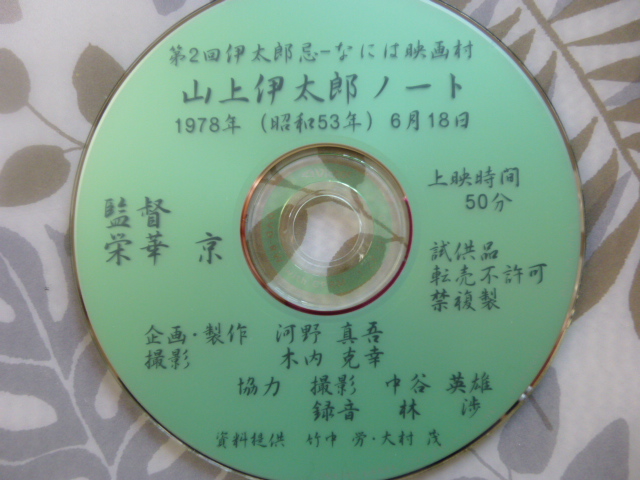 第2回伊太郎忌-なには映画村
山上伊太郎ノート
1978年（昭和53年）6月18日
上映時間
50分
監督
栄華 京
試供品
転売不許可
禁複製
企画・製作 河野 真吾
撮影 木内 克幸
協力 撮影 中谷 英雄
録音 林 渉
資料提供 竹中 労・大村 茂